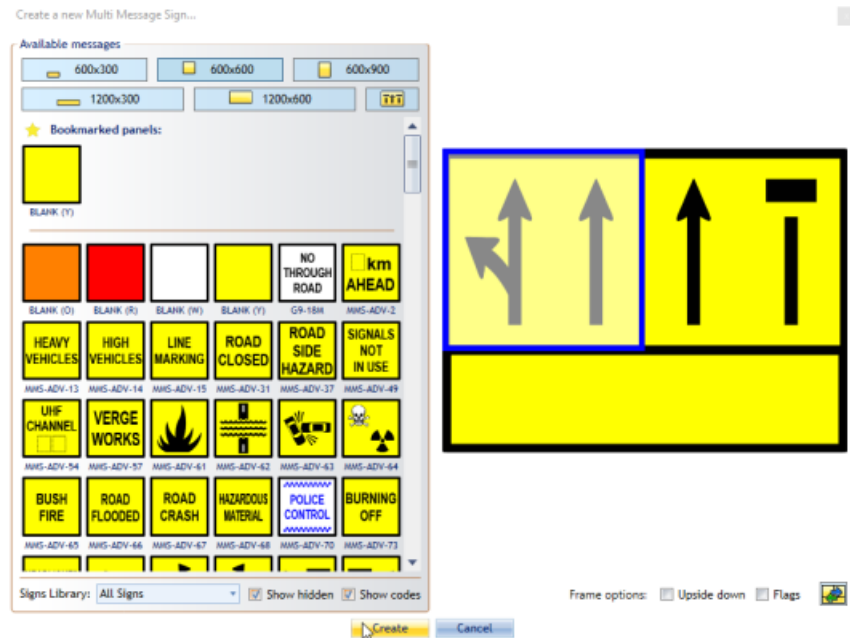 Create a new Multi Message Sign...
Available messages
600x300
600x600
600x900
1200x300
1200x600
Bookmarked panels:
BLANK (Y)
BLANK (O)
BLANK (R)
BLANK (W)
BLANK (Y)
NO
THROUGH
ROAD
G9-18M
km
AHEAD
MMS-ADV-2
HEAVY
VEHICLES
MMS-ADV-13
HIGH
VEHICLES
MMS-ADV-14
LINE
MARKING
MMS-ADV-15
ROAD
CLOSED
MMS-ADV-31
ROAD
SIDE
HAZARD
MMS-ADV-37
SIGNALS
NOT
IN USE
MMS-ADV-49
UHF
CHANNEL
MMS-ADV-54
VERGE
WORKS
MMS-ADV-57
MMS-ADV-61
MMS-ADV-62
MMS-ADV-63
MMS-ADV-64
BUSH
FIRE
MMS-ADV-65
ROAD
FLOODED
MMS-ADV-66
ROAD
CRASH
MMS-ADV-67
HAZARDOUS
MATERIAL
MMS-ADV-68
POLICE
CONTROL
MMS-ADV-70
BURNING
OFF
MMS-ADV-73
Signs Library:
All Signs
Show hidden
Show codes
Frame options:
Upside down
Flags
Create
Cancel